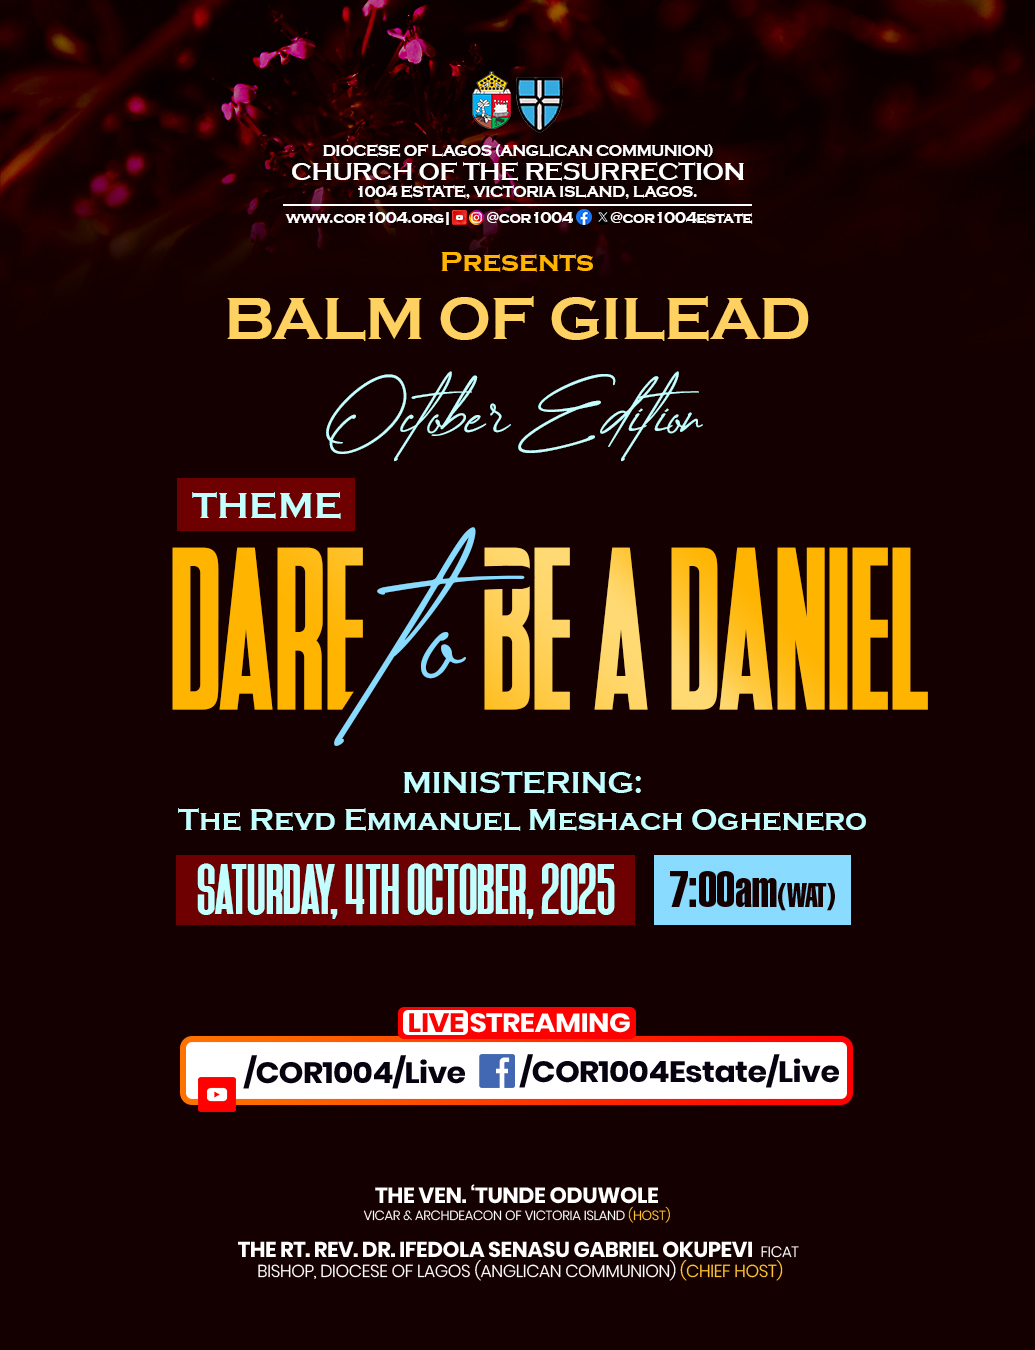 DIOCESE OF LAGOS (ANGLICAN COMMUNION)
CHURCH OF THE RESURRECTION
1004 ESTATE, VICTORIA ISLAND, LAGOS.
WWW.COR1004.ORG| @COR1004 @COR1004ESTATE
PRESENTS
BALM OF GILEAD
October Edition
THEME
DARE to BE A DANIEL
MINISTERING:
THE REVD EMMANUEL MESHACH OGHENERO
SATURDAY, 4TH OCTOBER, 2025 7:00am(WAT)
LIVE STREAMING
/COR1004/Live /COR1004Estate/Live
THE VEN. ‘TUNDE ODUWOLE
VICAR & ARCHDEACON OF VICTORIA ISLAND (HOST)
THE RT. REV. DR. IFEDOLA SENASU GABRIEL OKUPEVI FICAT
BISHOP, DIOCESE OF LAGOS (ANGLICAN COMMUNION) (CHIEF HOST)